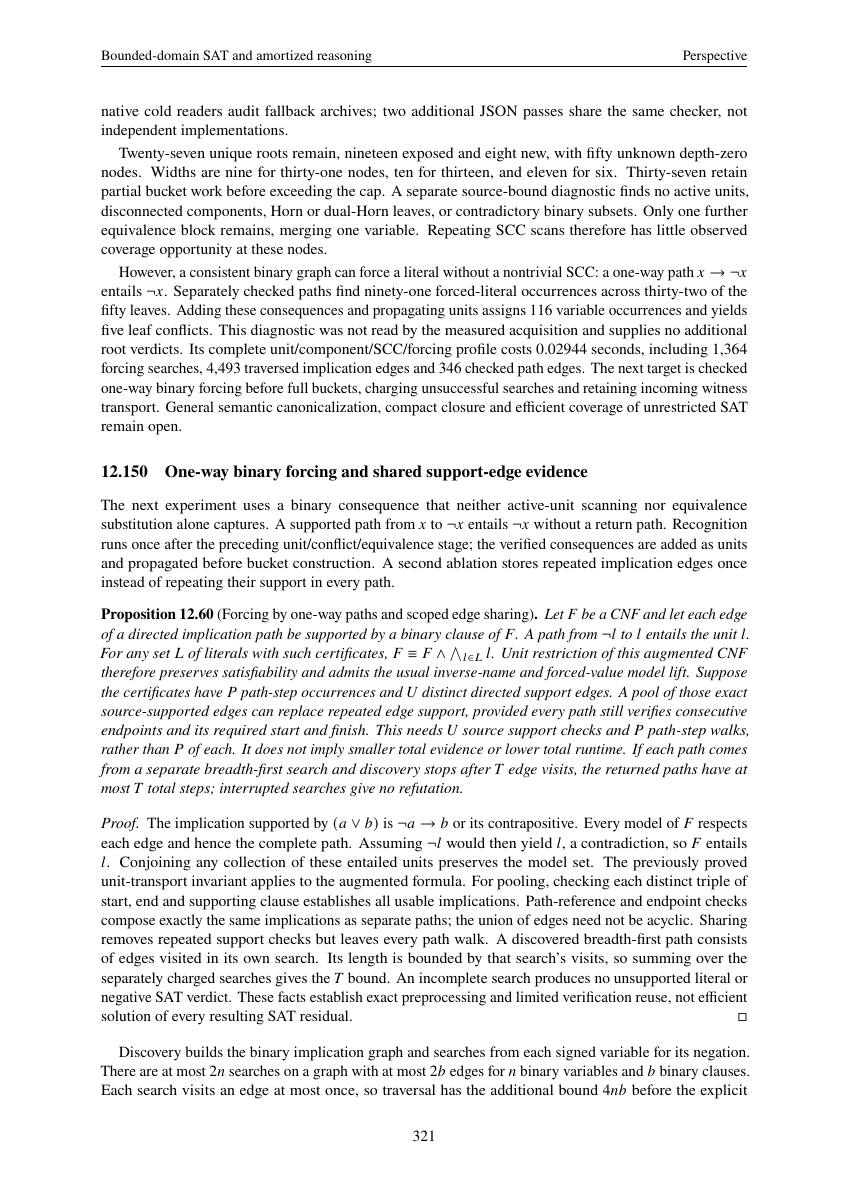 Bounded-domain SAT and amortized reasoning Perspective
native cold readers audit fallback archives; two additional JSON passes share the same checker, not
independent implementations.
Twenty-seven unique roots remain, nineteen exposed and eight new, with fifty unknown depth-zero
nodes. Widths are nine for thirty-one nodes, ten for thirteen, and eleven for six. Thirty-seven retain
partial bucket work before exceeding the cap. A separate source-bound diagnostic finds no active units,
disconnected components, Horn or dual-Horn leaves, or contradictory binary subsets. Only one further
equivalence block remains, merging one variable. Repeating SCC scans therefore has little observed
coverage opportunity at these nodes.
However, a consistent binary graph can force a literal without a nontrivial SCC: a one-way path x → ¬x
entails ¬x. Separately checked paths find ninety-one forced-literal occurrences across thirty-two of the
fifty leaves. Adding these consequences and propagating units assigns 116 variable occurrences and yields
five leaf conflicts. This diagnostic was not read by the measured acquisition and supplies no additional
root verdicts. Its complete unit/component/SCC/forcing profile costs 0.02944 seconds, including 1,364
forcing searches, 4,493 traversed implication edges and 346 checked path edges. The next target is checked
one-way binary forcing before full buckets, charging unsuccessful searches and retaining incoming witness
transport. General semantic canonicalization, compact closure and efficient coverage of unrestricted SAT
remain open.
12.150 One-way binary forcing and shared support-edge evidence
The next experiment uses a binary consequence that neither active-unit scanning nor equivalence
substitution alone captures. A supported path from x to ¬x entails ¬x without a return path. Recognition
runs once after the preceding unit/conflict/equivalence stage; the verified consequences are added as units
and propagated before bucket construction. A second ablation stores repeated implication edges once
instead of repeating their support in every path.
Proposition 12.60 (Forcing by one-way paths and scoped edge sharing). Let F be a CNF and let each edge
of a directed implication path be supported by a binary clause of F. A path from ¬l to l entails the unit l.
For any set L of literals with such certificates, F ≡ F ∧ ⋀l∈L l. Unit restriction of this augmented CNF
therefore preserves satisfiability and admits the usual inverse-name and forced-value model lift. Suppose
the certificates have P path-step occurrences and U distinct directed support edges. A pool of those exact
source-supported edges can replace repeated edge support, provided every path still verifies consecutive
endpoints and its required start and finish. This needs U source support checks and P path-step walks,
rather than P of each. It does not imply smaller total evidence or lower total runtime. If each path comes
from a separate breadth-first search and discovery stops after T edge visits, the returned paths have at
most T total steps; interrupted searches give no refutation.
Proof. The implication supported by (a ∨ b) is ¬a → b or its contrapositive. Every model of F respects
each edge and hence the complete path. Assuming ¬l would then yield l, a contradiction, so F entails
l. Conjoining any collection of these entailed units preserves the model set. The previously proved
unit-transport invariant applies to the augmented formula. For pooling, checking each distinct triple of
start, end and supporting clause establishes all usable implications. Path-reference and endpoint checks
compose exactly the same implications as separate paths; the union of edges need not be acyclic. Sharing
removes repeated support checks but leaves every path walk. A discovered breadth-first path consists
of edges visited in its own search. Its length is bounded by that search’s visits, so summing over the
separately charged searches gives the T bound. An incomplete search produces no unsupported literal or
negative SAT verdict. These facts establish exact preprocessing and limited verification reuse, not efficient
solution of every resulting SAT residual. □
Discovery builds the binary implication graph and searches from each signed variable for its negation.
There are at most 2n searches on a graph with at most 2b edges for n binary variables and b binary clauses.
Each search visits an edge at most once, so traversal has the additional bound 4nb before the explicit
321